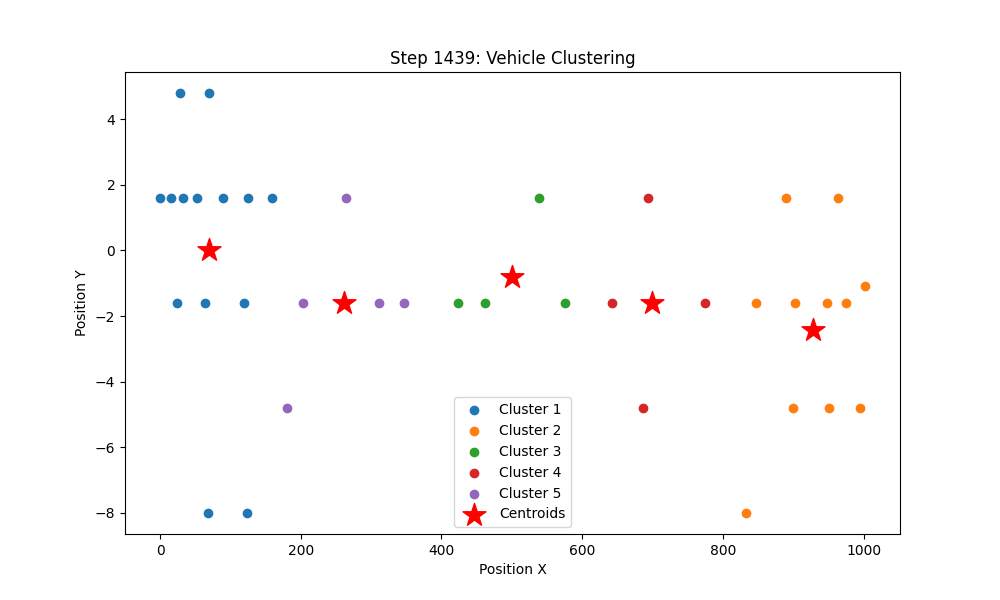 Step 1439: Vehicle Clustering
Position Y
4
2
0
−2
−4
−6
−8
Cluster 1
Cluster 2
Cluster 3
Cluster 4
Cluster 5
Centroids
0 200 400 600 800 1000
Position X